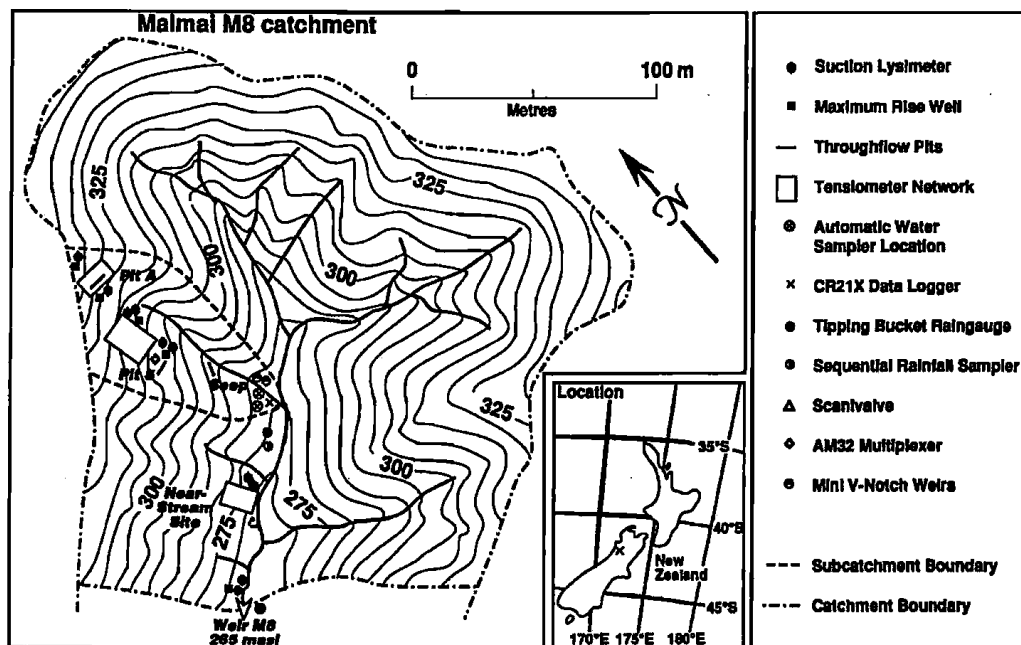 Maimai M8 catchment
0 100 m
Metres
N
325
325
300
300
325
300
275
300
275
Pit A
Pit B
Seep
Near-
Stream
Site
Weir M8
265 masl
Location
35°S
40°S
New
Zealand
45°S
170°E 175°E 180°E
Suction Lysimeter
Maximum Rise Well
Throughflow Pits
Tensiometer Network
Automatic Water
Sampler Location
CR21X Data Logger
Tipping Bucket Raingauge
Sequential Rainfall Sampler
Scanivalve
AM32 Multiplexer
Mini V-Notch Weirs
Subcatchment Boundary
Catchment Boundary